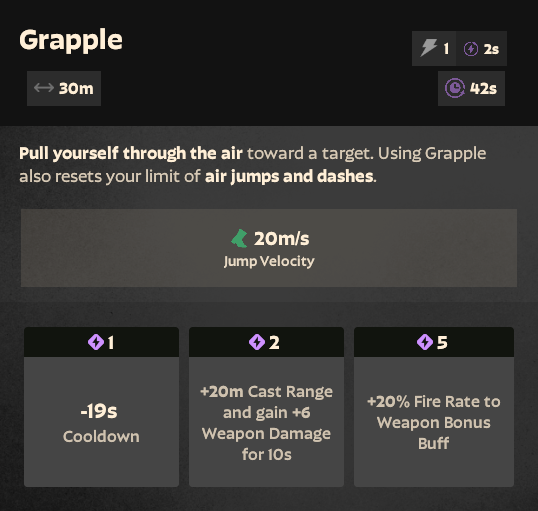 Grapple
1 2s
30m 42s
Pull yourself through the air toward a target. Using Grapple
also resets your limit of air jumps and dashes.
20m/s
Jump Velocity
1
-19s
Cooldown
2
+20m Cast Range
and gain +6
Weapon Damage
for 10s
5
+20% Fire Rate to
Weapon Bonus
Buff